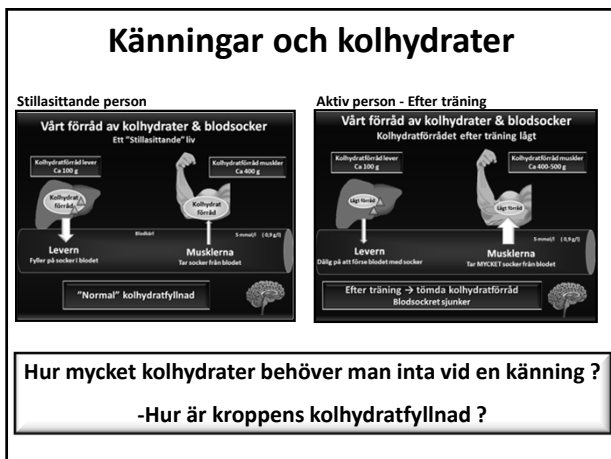 Känningar och kolhydrater
Stillasittande person
Vårt förråd av kolhydrater & blodsocker
Ett "Stillasittande" liv
Kolhydratförråd lever
Ca 100 g
Kolhydratförråd muskler
Ca 400 g
Kolhydrat
förråd
Kolhydrat
förråd
Blodkärl
5 mmol/l ( 0,9 g/l)
Levern
Fyller på socker i blodet
Musklerna
Tar socker från blodet
"Normal" kolhydratfyllnad
Aktiv person - Efter träning
Vårt förråd av kolhydrater & blodsocker
Kolhydratförrådet efter träning lågt
Kolhydratförråd lever
Ca 100 g
Kolhydratförråd muskler
Ca 400-500 g
Lågt förråd
Lågt förråd
5 mmol/l ( 0,9 g/l)
Levern
Dålig på att förse blodet med socker
Musklerna
Tar MYCKET socker från blodet
Efter träning → tömda kolhydratförråd
Blodsockret sjunker
Hur mycket kolhydrater behöver man inta vid en känning ?
-Hur är kroppens kolhydratfyllnad ?